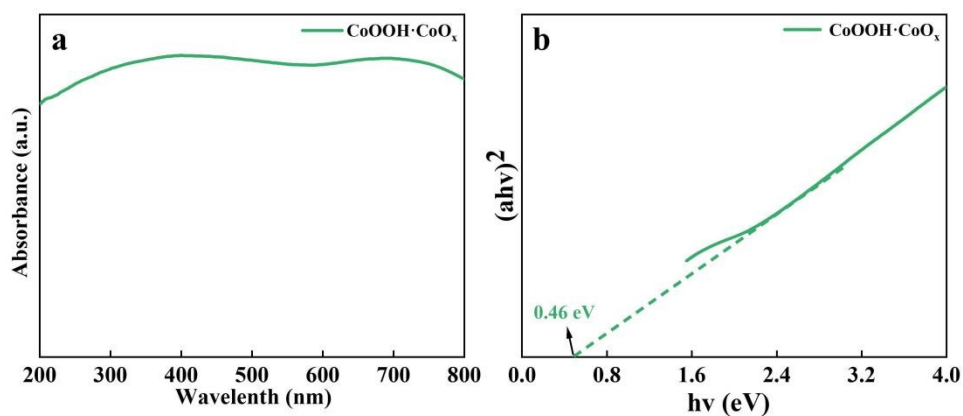 a
CoOOH·CoOₓ
Absorbance (a.u.)
200 300 400 500 600 700 800
Wavelenth (nm)
b
CoOOH·CoOₓ
(ahv)²
0.46 eV
0.0 0.8 1.6 2.4 3.2 4.0
hv (eV)